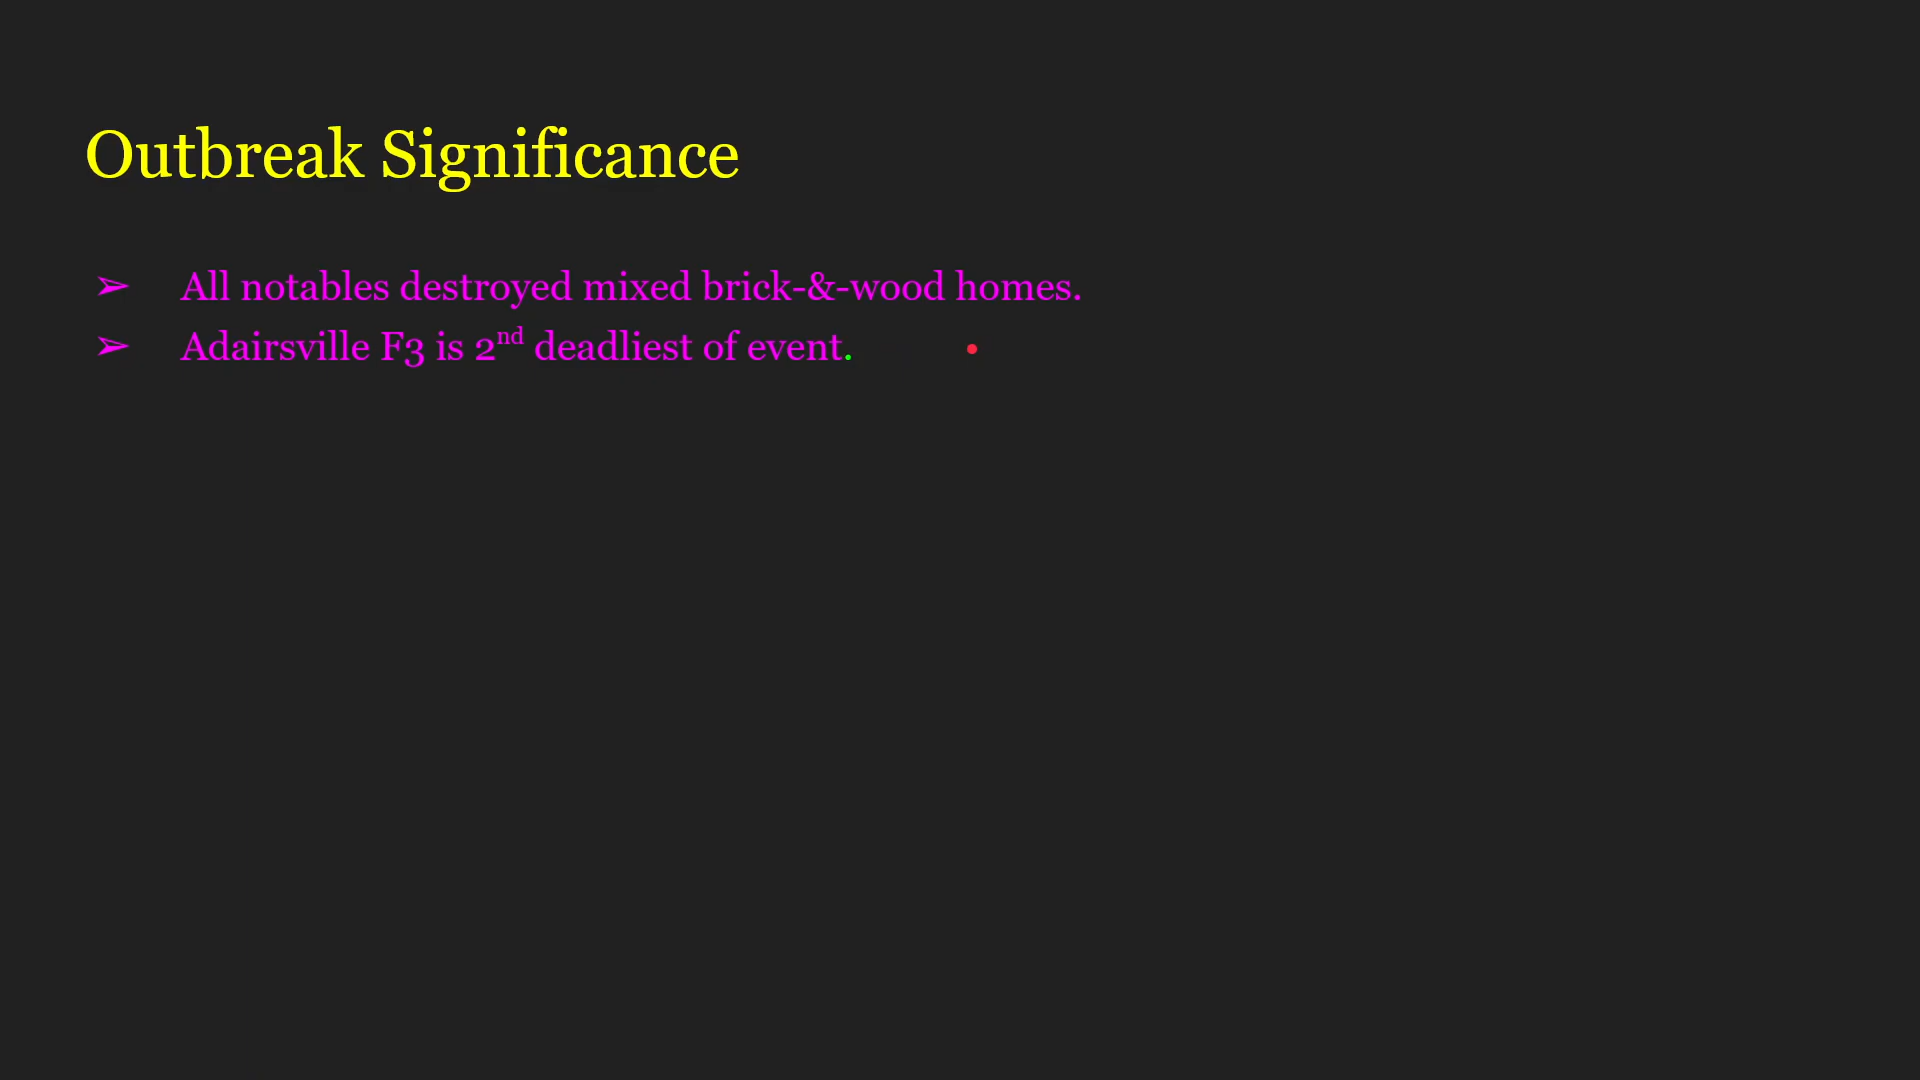 Outbreak Significance
➢ All notables destroyed mixed brick-&-wood homes.
➢ Adairsville F3 is 2nd deadliest of event.